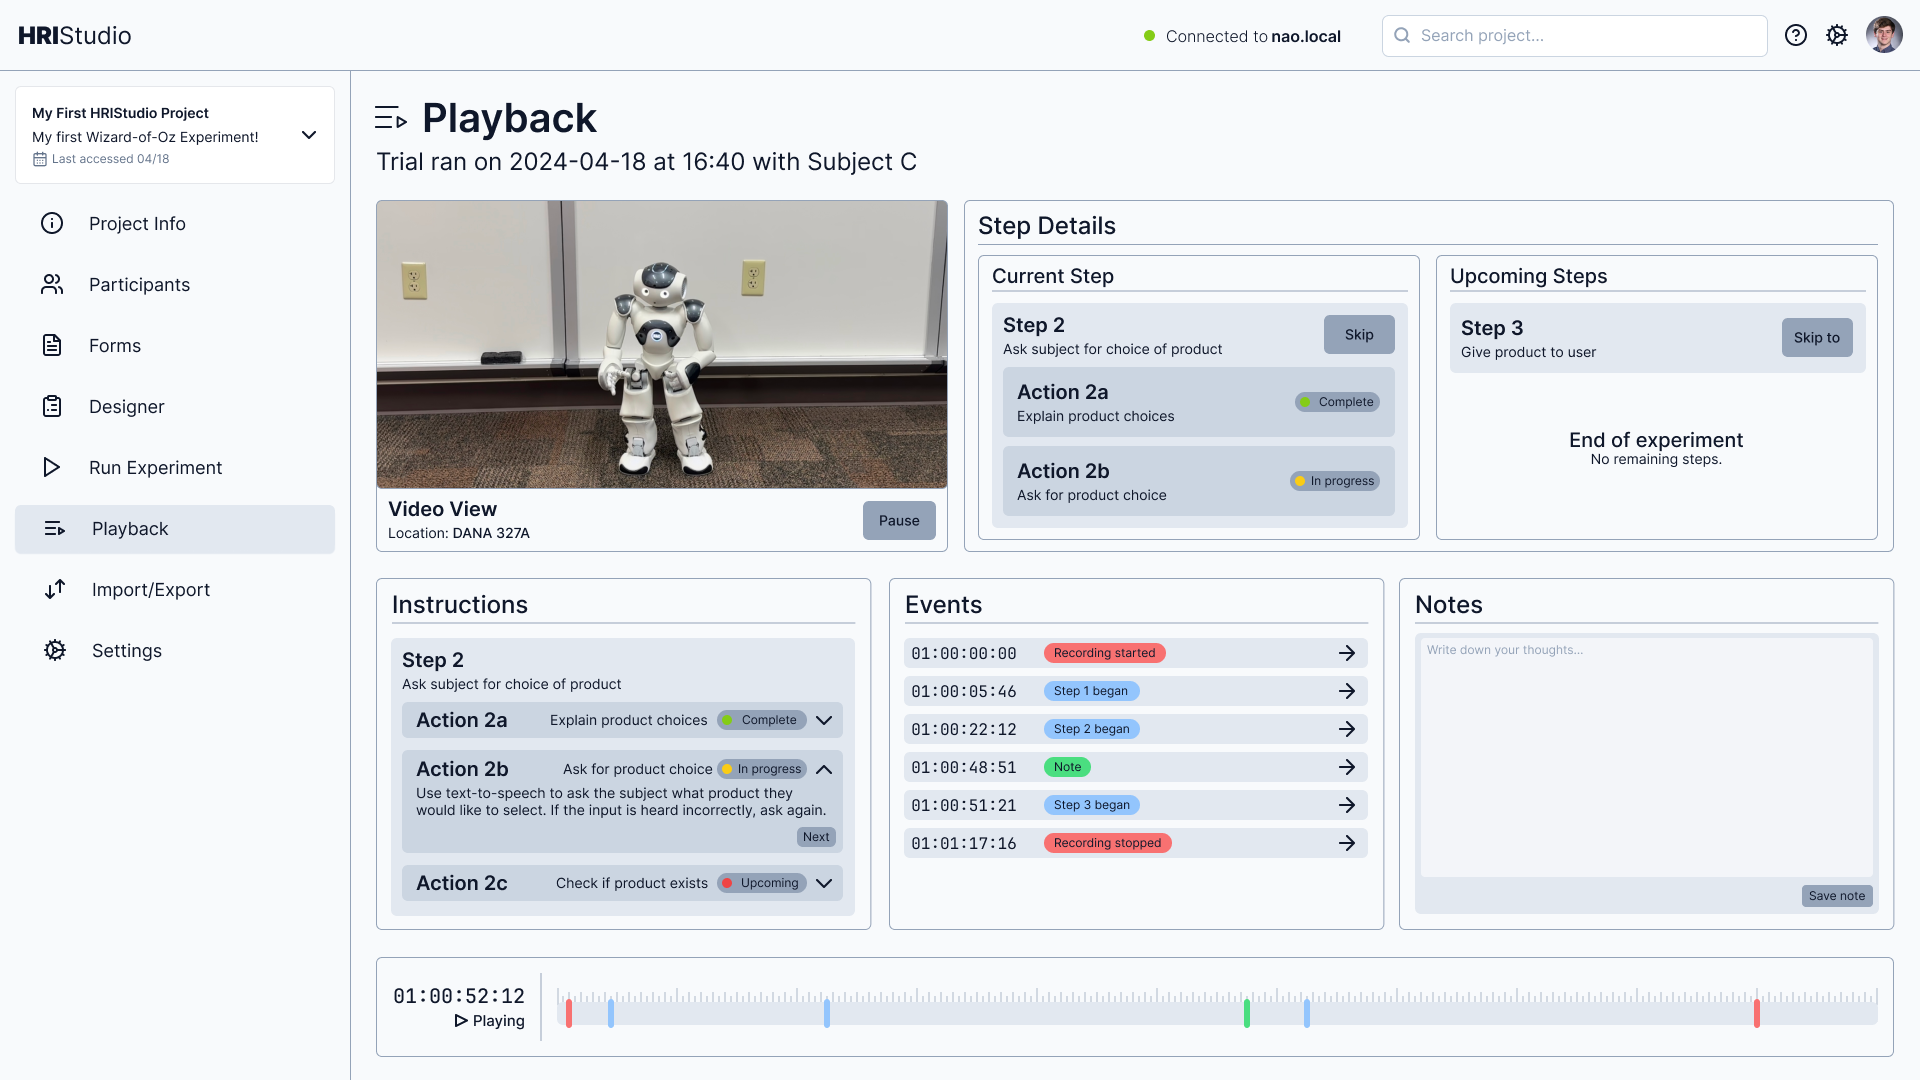 HRIStudio
Connected to nao.local
Search project...
My First HRIStudio Project
My first Wizard-of-Oz Experiment!
Last accessed 04/18
Project Info
Participants
Forms
Designer
Run Experiment
Playback
Import/Export
Settings
Playback
Trial ran on 2024-04-18 at 16:40 with Subject C
Video View
Location: DANA 327A
Pause
Step Details
Current Step
Step 2
Ask subject for choice of product
Skip
Action 2a
Explain product choices
Complete
Action 2b
Ask for product choice
In progress
Upcoming Steps
Step 3
Give product to user
Skip to
End of experiment
No remaining steps.
Instructions
Step 2
Ask subject for choice of product
Action 2a Explain product choices Complete
Action 2b Ask for product choice In progress
Use text-to-speech to ask the subject what product they
would like to select. If the input is heard incorrectly, ask again.
Next
Action 2c Check if product exists Upcoming
Events
01:00:00:00 Recording started
01:00:05:46 Step 1 began
01:00:22:12 Step 2 began
01:00:48:51 Note
01:00:51:21 Step 3 began
01:01:17:16 Recording stopped
Notes
Write down your thoughts...
Save note
01:00:52:12
Playing